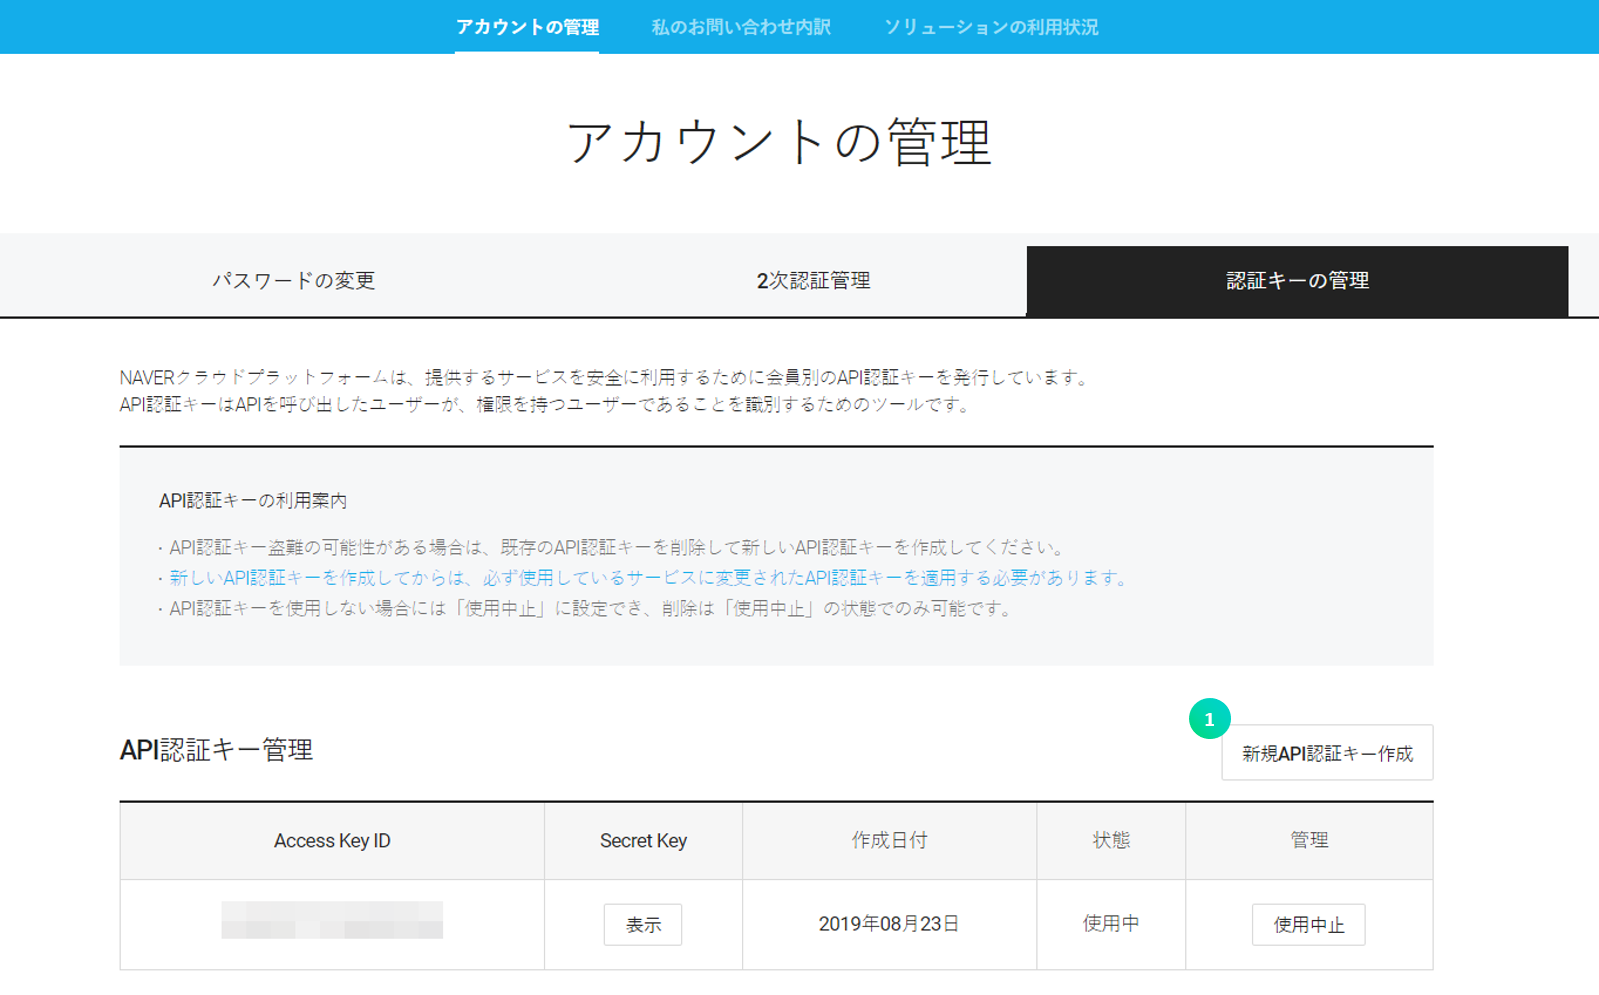 アカウントの管理 私のお問い合わせ内訳 ソリューションの利用状況
アカウントの管理
パスワードの変更 2次認証管理 認証キーの管理
NAVERクラウドプラットフォームは、提供するサービスを安全に利用するために会員別のAPI認証キーを発行しています。
API認証キーはAPIを呼び出したユーザーが、権限を持つユーザーであることを識別するためのツールです。
API認証キーの利用案内
· API認証キー盗難の可能性がある場合は、既存のAPI認証キーを削除して新しいAPI認証キーを作成してください。
· 新しいAPI認証キーを作成してからは、必ず使用しているサービスに変更されたAPI認証キーを適用する必要があります。
· API認証キーを使用しない場合には「使用中止」に設定でき、削除は「使用中止」の状態でのみ可能です。
1
API認証キー管理 新規API認証キー作成
Access Key ID Secret Key 作成日付 状態 管理
表示 2019年08月23日 使用中 使用中止